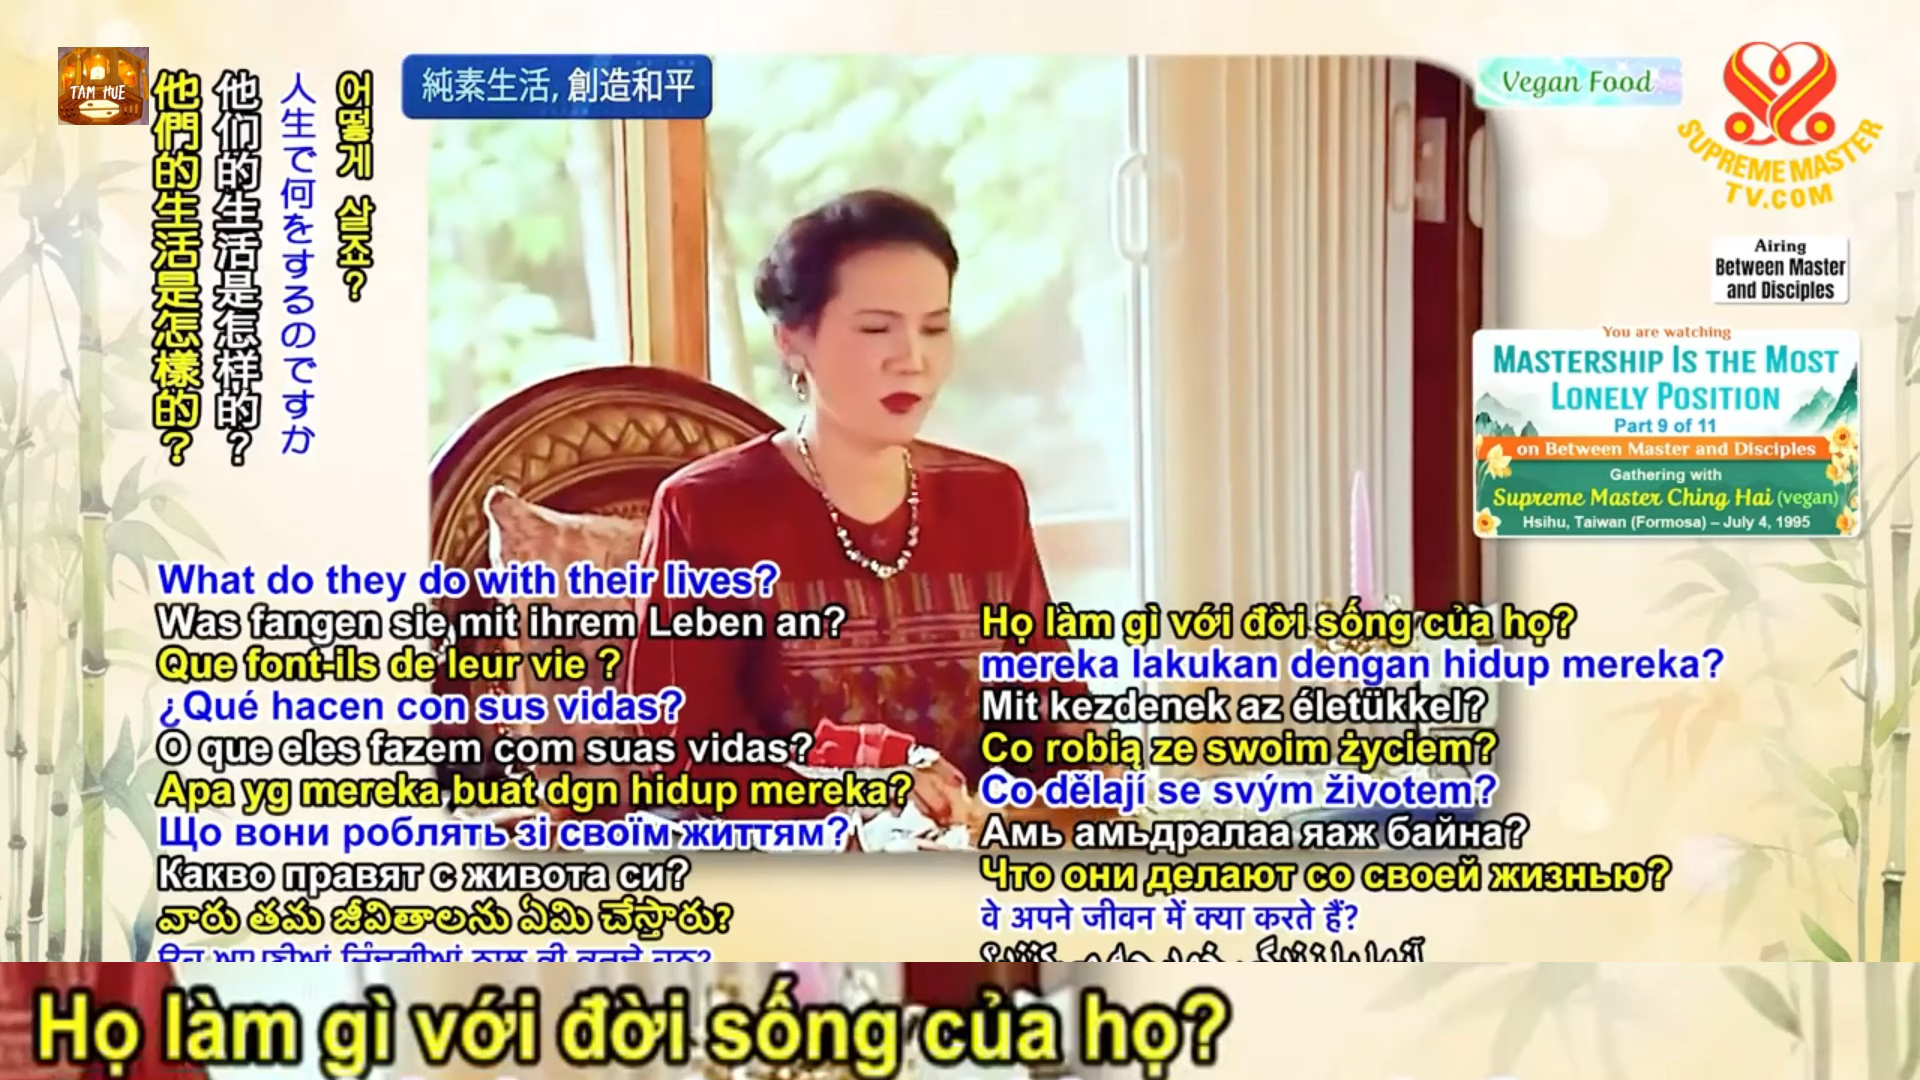 TAM HUE
他們的生活是怎樣的？
他们的生活是怎样的？
人生で何をするのですか
어떻게 살죠?
純素生活, 創造和平
Vegan Food
SUPREME MASTER
TV.COM
Airing
Between Master
and Disciples
You are watching
MASTERSHIP IS THE MOST
LONELY POSITION
Part 9 of 11
on Between Master and Disciples
Gathering with
Supreme Master Ching Hai (vegan)
Hsihu, Taiwan (Formosa) – July 4, 1995
What do they do with their lives?
Was fangen sie mit ihrem Leben an?
Que font-ils de leur vie ?
¿Qué hacen con sus vidas?
O que eles fazem com suas vidas?
Apa yg mereka buat dgn hidup mereka?
Що вони роблять зі своїм життям?
Какво правят с живота си?
వారు తమ జీవితాలను ఏమి చేస్తారు?
Họ làm gì với đời sống của họ?
mereka lakukan dengan hidup mereka?
Mit kezdenek az életükkel?
Co robią ze swoim życiem?
Co dělají se svým životem?
Амь амьдралаа яаж байна?
Что они делают со своей жизнью?
वे अपने जीवन में क्या करते हैं?
Họ làm gì với đời sống của họ?